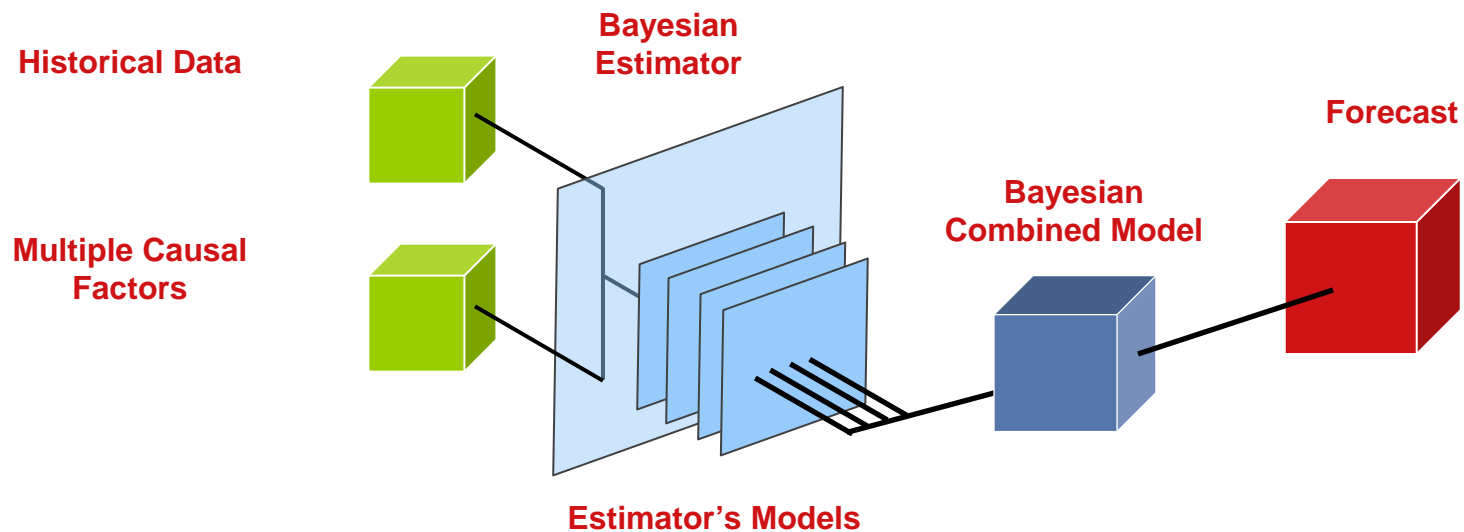 Historical Data
Bayesian
Estimator
Forecast
Multiple Causal
Factors
Bayesian
Combined Model
Estimator’s Models